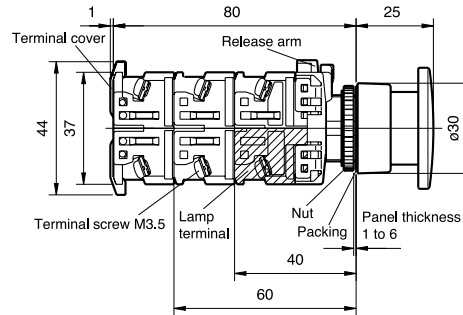 1
80
25
Terminal cover
Release arm
44
37
ø30
Terminal screw M3.5
Lamp
terminal
Nut
Packing
Panel thickness
1 to 6
40
60